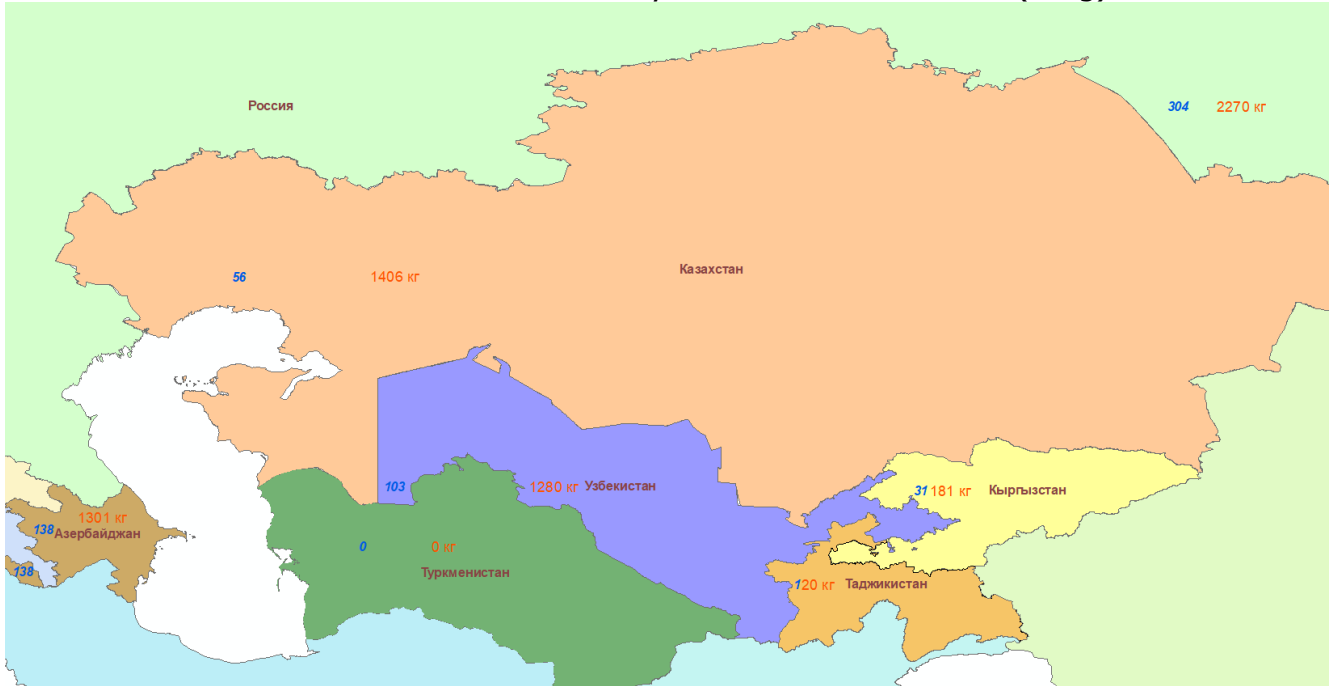 Россия
304 2270 кг
56 1406 кг Казахстан
103 1280 кг Узбекистан
31 181 кг Кыргызстан
138 1301 кг
Азербайджан
0 0 кг
138
Туркменистан
1 20 кг Таджикистан